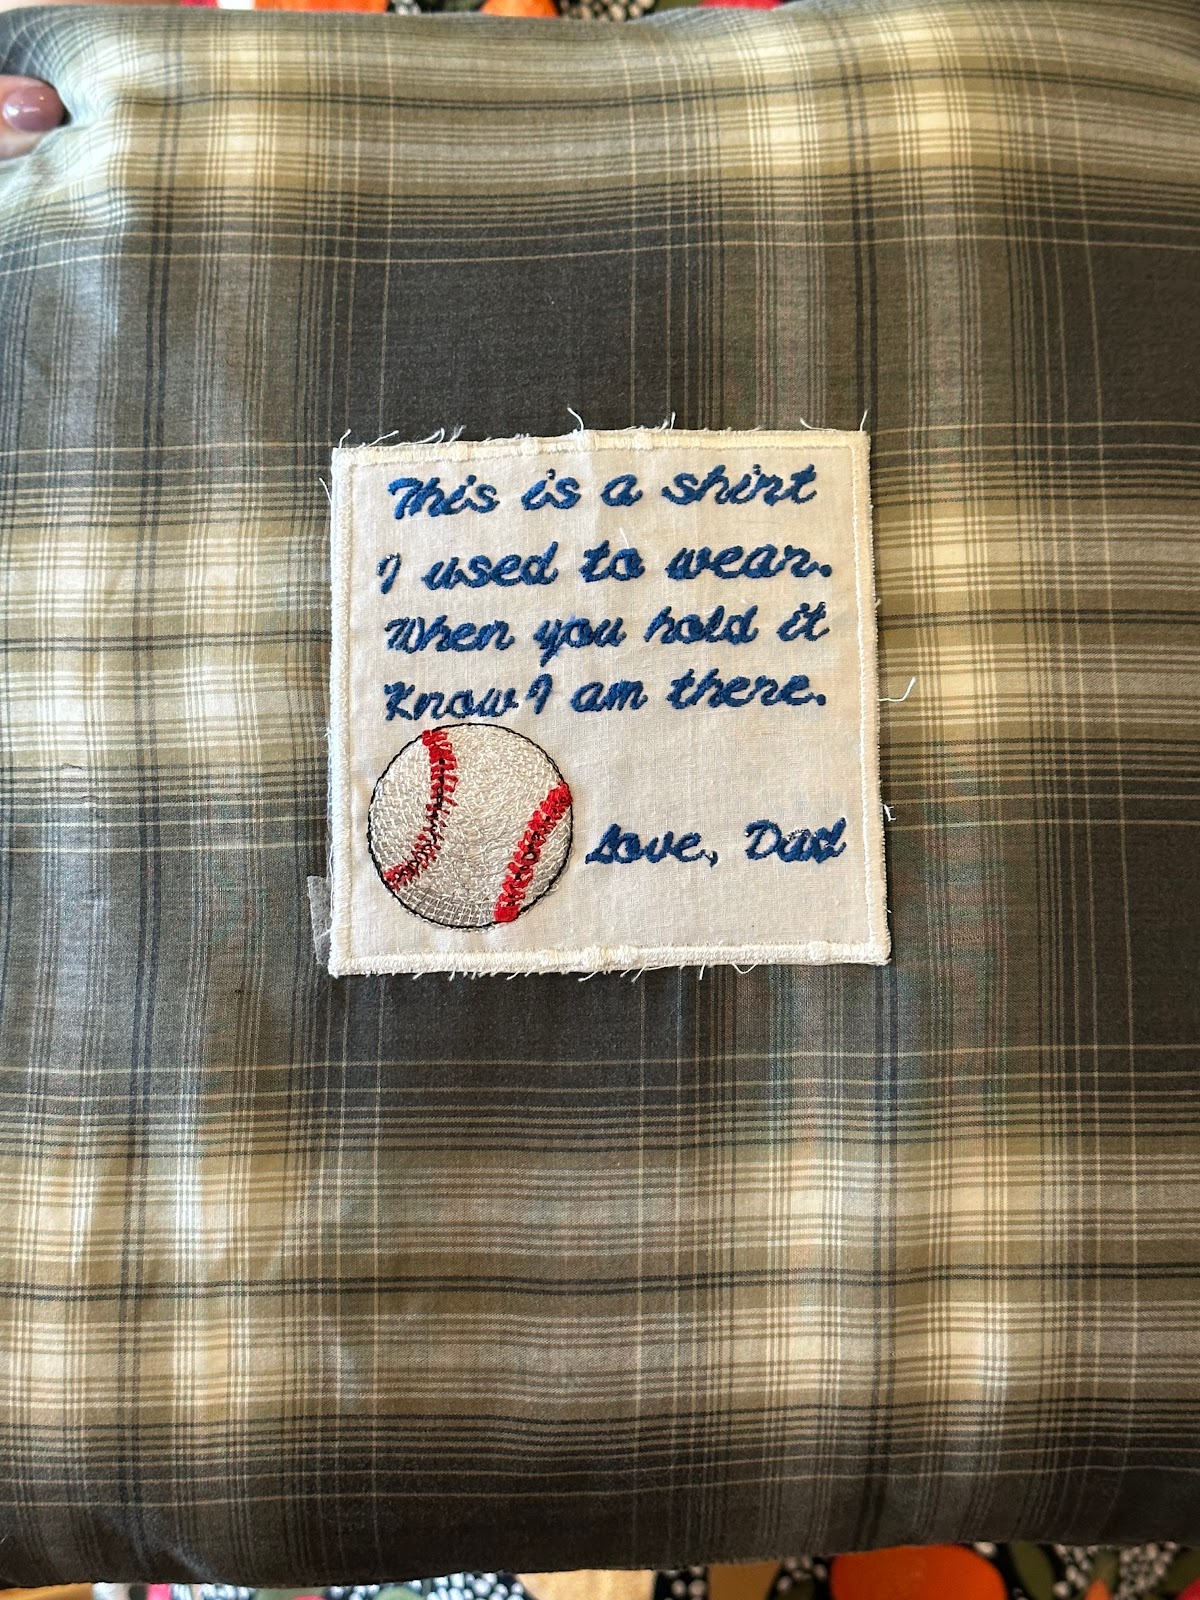 This is a shirt
I used to wear.
When you hold it
Know I am there.
Love, Dad